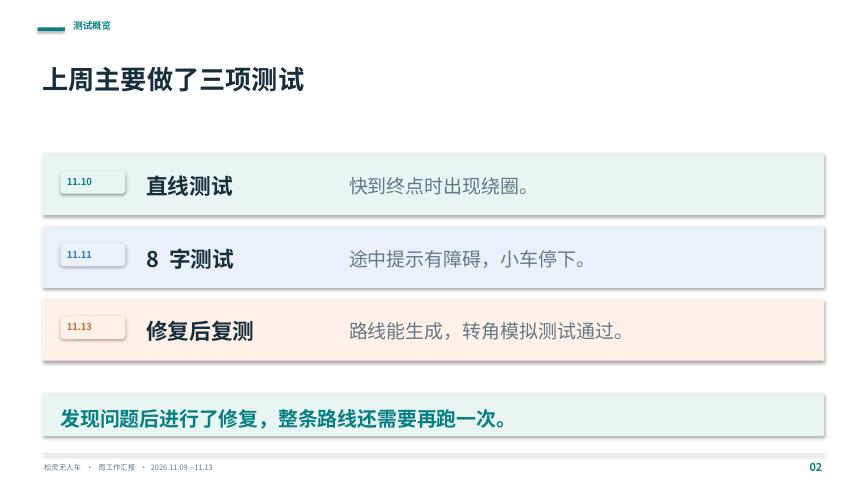 测试概览
上周主要做了三项测试
11.10 直线测试 快到终点时出现绕圈。
11.11 8 字测试 途中提示有障碍，小车停下。
11.13 修复后复测 路线能生成，转角模拟测试通过。
发现问题后进行了修复，整条路线还需要再跑一次。
松灵无人车 · 周工作汇报 · 2026.11.09—11.13 02